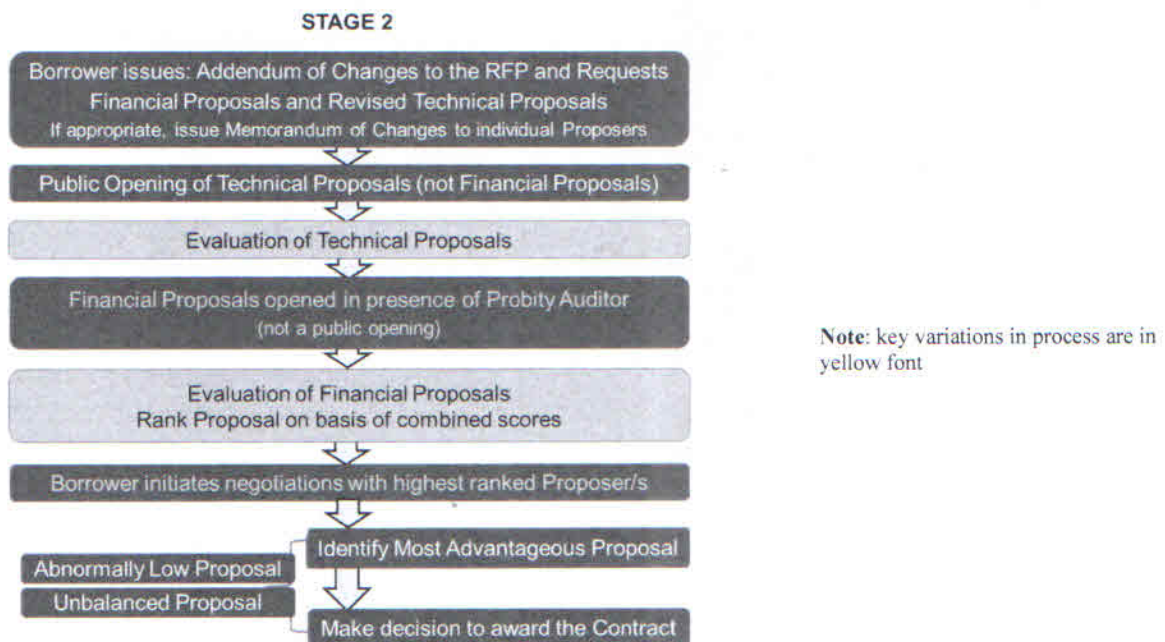 STAGE 2
Borrower issues: Addendum of Changes to the RFP and Requests
Financial Proposals and Revised Technical Proposals
If appropriate, issue Memorandum of Changes to individual Proposers
Public Opening of Technical Proposals (not Financial Proposals)
Evaluation of Technical Proposals
Financial Proposals opened in presence of Probity Auditor
(not a public opening)
Evaluation of Financial Proposals
Rank Proposal on basis of combined scores
Borrower initiates negotiations with highest ranked Proposer/s
Identify Most Advantageous Proposal
Abnormally Low Proposal
Unbalanced Proposal
Make decision to award the Contract
Note: key variations in process are in
yellow font